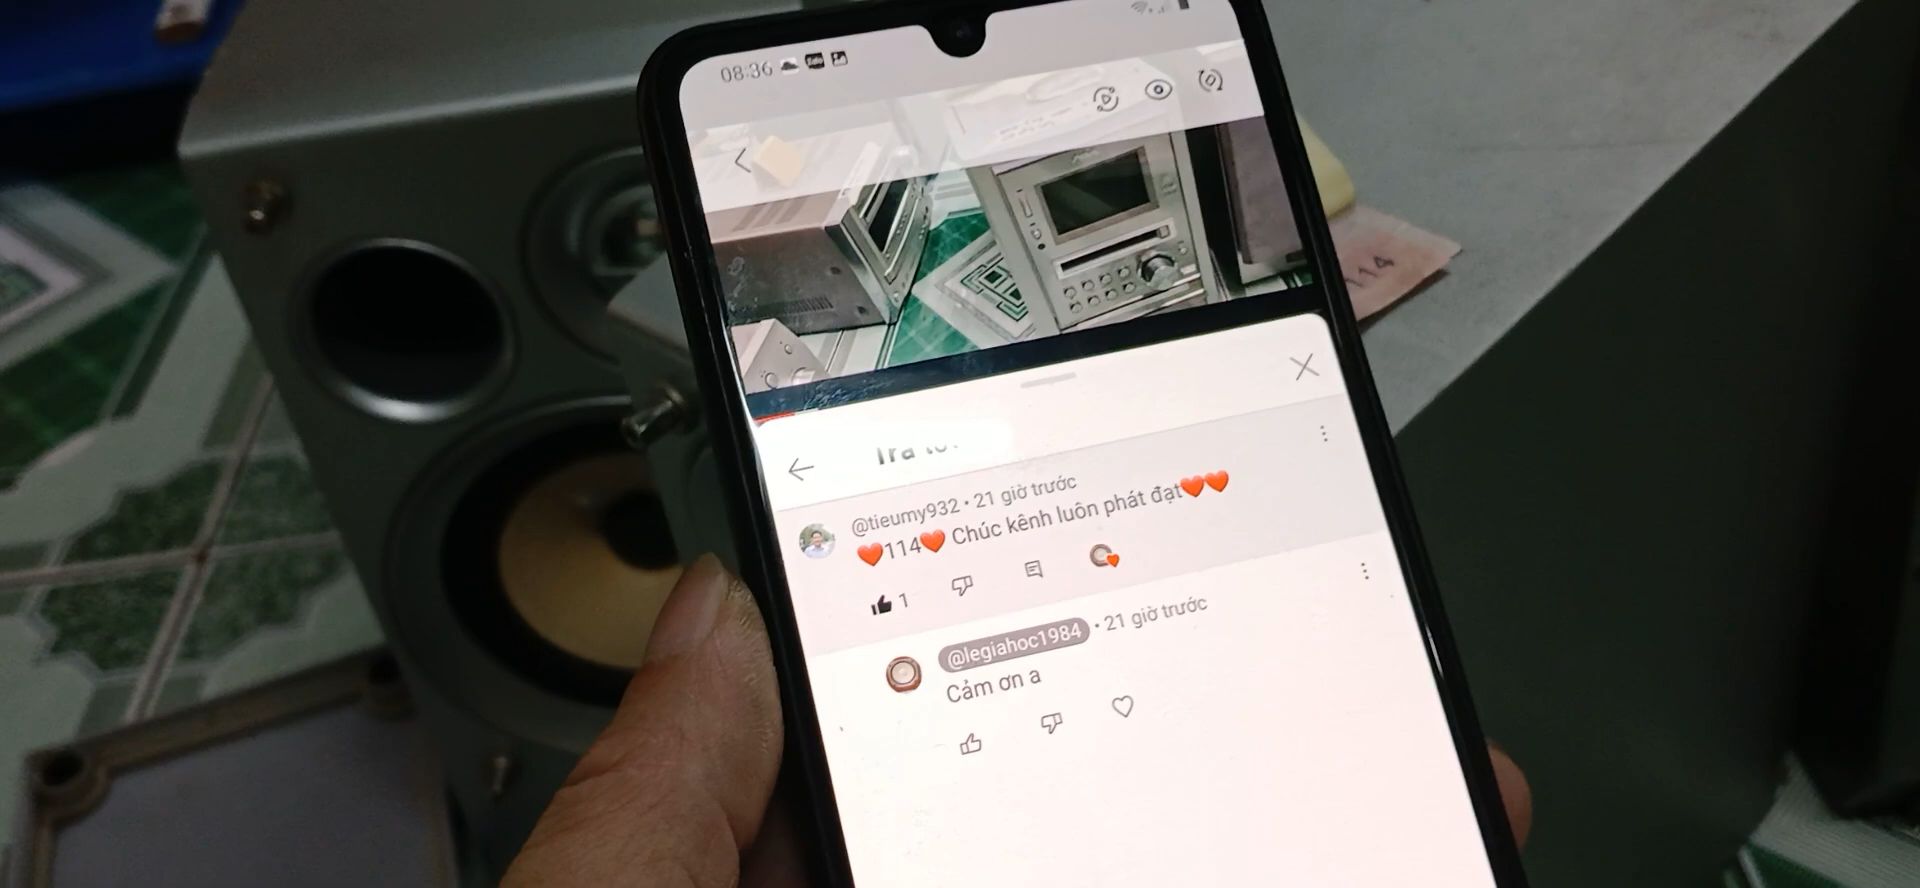 08:36
114
@tieumy932 • 21 giờ trước
❤️114❤️ Chúc kênh luôn phát đạt❤️❤️
1
@legiahoc1984 • 21 giờ trước
Cảm ơn a